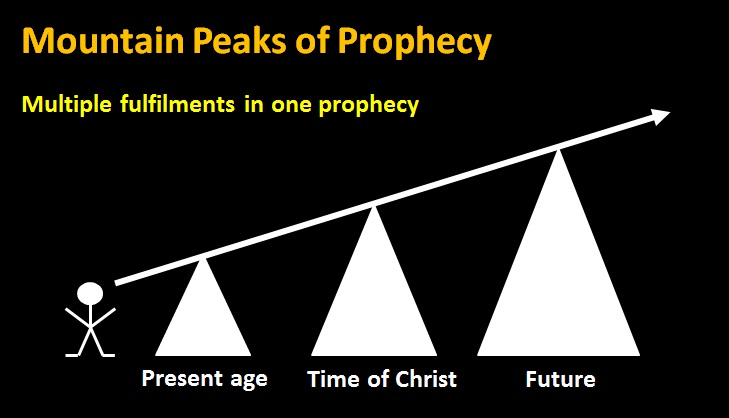 Mountain Peaks of Prophecy
Multiple fulfilments in one prophecy
Present age
Time of Christ
Future